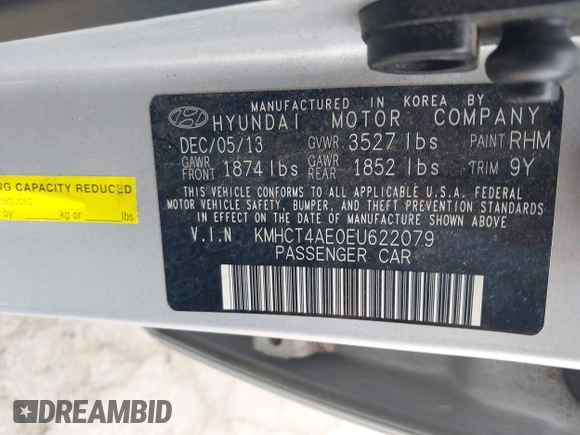 MANUFACTURED IN KOREA BY
HYUNDAI MOTOR COMPANY
DEC/05/13 GVWR 3527 lbs PAINT RHM
GAWR FRONT 1874 lbs GAWR REAR 1852 lbs TRIM 9Y
THIS VEHICLE CONFORMS TO ALL APPLICABLE U.S.A. FEDERAL
MOTOR VEHICLE SAFETY, BUMPER, AND THEFT PREVENTION STANDARDS
IN EFFECT ON THE DATE OF MANUFACTURE SHOWN ABOVE.
V.I.N KMHCT4AE0EU622079
PASSENGER CAR
NG CAPACITY REDUCED
reduced
by: kg or lbs
DREAMBID